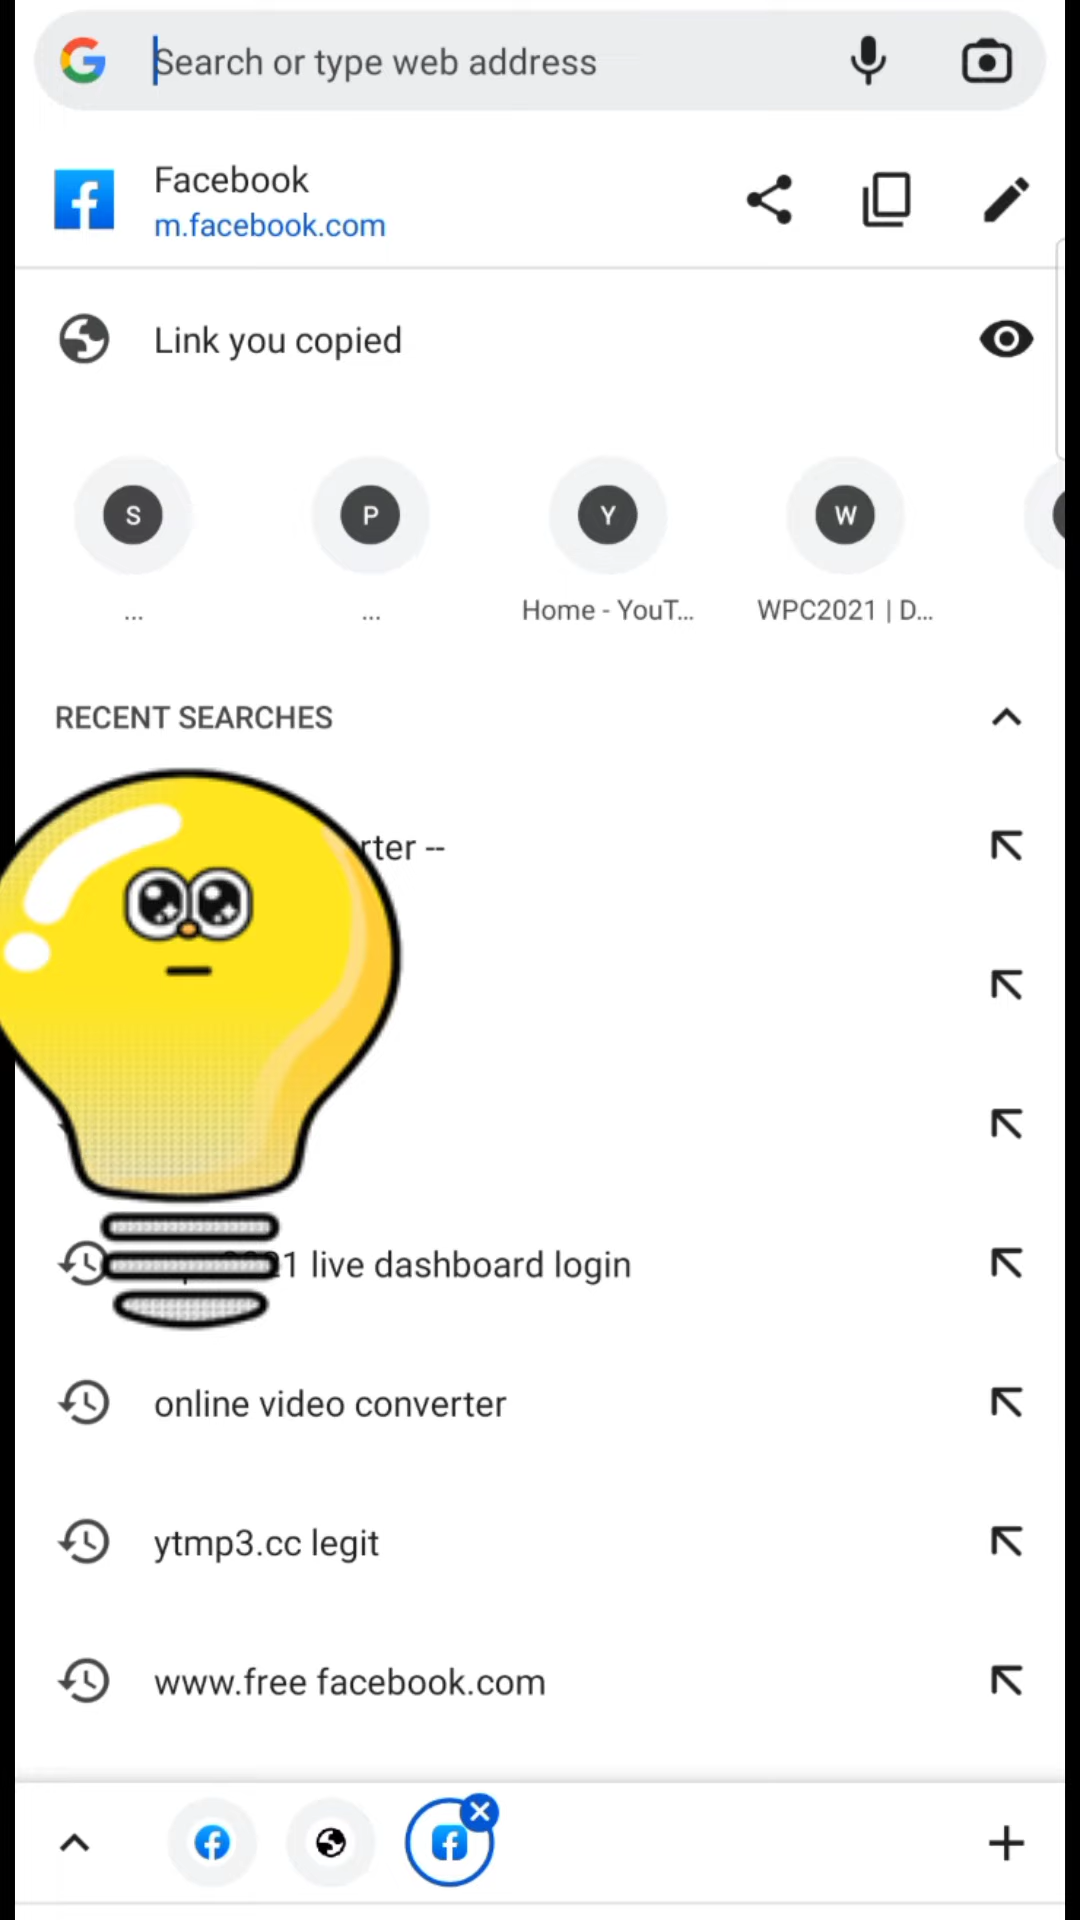 Search or type web address
Facebook
m.facebook.com
Link you copied
S
P
Y
W
...
...
Home - YouT...
WPC2021 | D...
RECENT SEARCHES
rter --
1 live dashboard login
online video converter
ytmp3.cc legit
www.free facebook.com